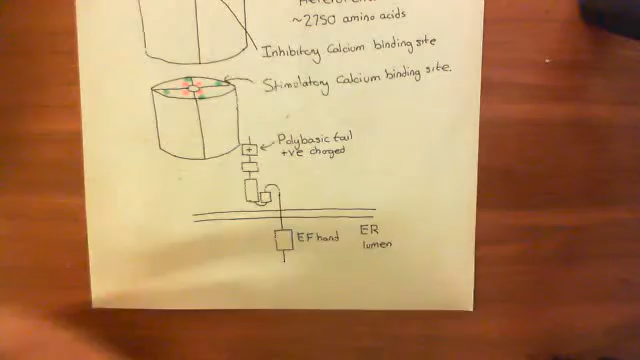 ~2750 amino acids
Inhibitory Calcium binding site
Stimulatory Calcium binding site.
Polybasic tail
+ve charged
+
EF hand
ER
lumen